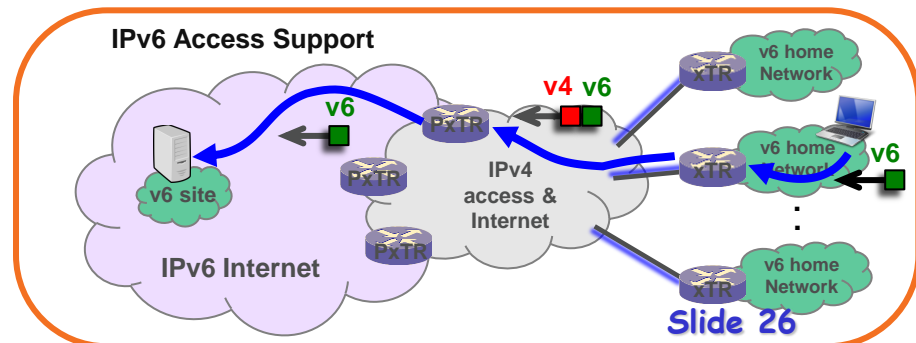 IPv6 Access Support
v6 home
Network
xTR
v6
v4 v6
PxTR
v6 home
Network
v6
xTR
IPv4
access &
Internet
PxTR
v6 site
:
PxTR
IPv6 Internet
v6 home
Network
xTR
Slide 26